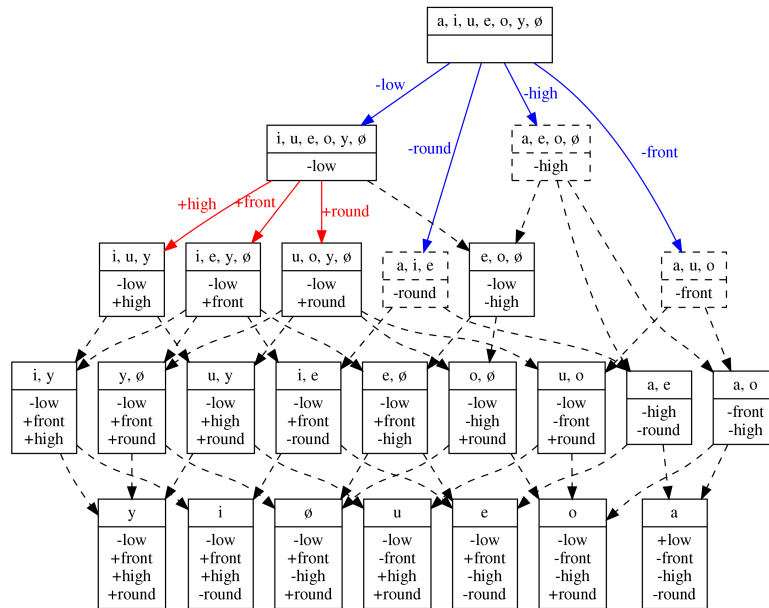 a, i, u, e, o, y, ø
-low
-high
-round
-front
i, u, e, o, y, ø
-low
a, e, o, ø
-high
+high
+front
+round
i, u, y
-low
+high
i, e, y, ø
-low
+front
u, o, y, ø
-low
+round
a, i, e
-round
e, o, ø
-low
-high
a, u, o
-front
i, y
-low
+front
+high
y, ø
-low
+front
+round
u, y
-low
+high
+round
i, e
-low
+front
-round
e, ø
-low
+front
-high
o, ø
-low
-high
+round
u, o
-low
-front
+round
a, e
-high
-round
a, o
-front
-high
y
-low
+front
+high
+round
i
-low
+front
+high
-round
ø
-low
+front
-high
+round
u
-low
-front
+high
+round
e
-low
+front
-high
-round
o
-low
-front
-high
+round
a
+low
-front
-high
-round